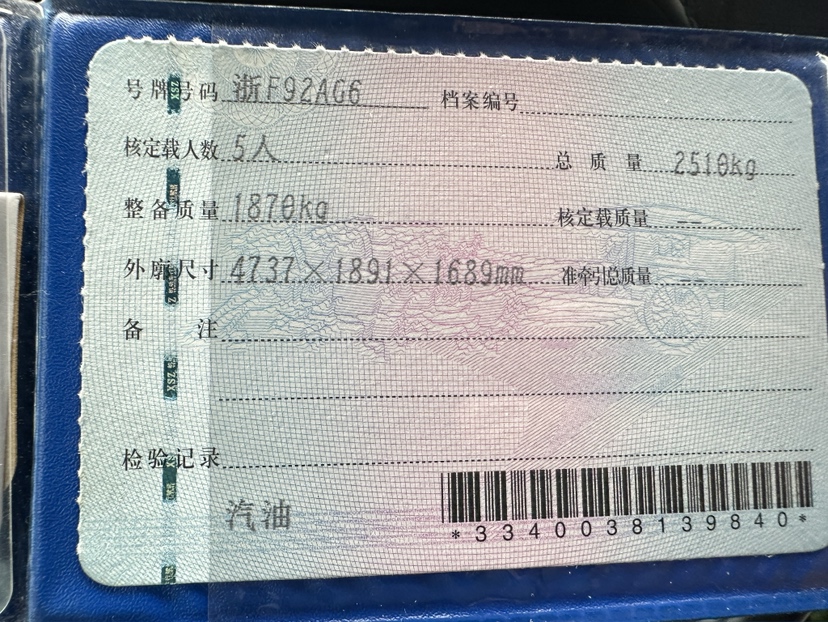 号牌号码 浙F92AG6 档案编号
核定载人数 5人 总质量 2510kg
整备质量 1870kg 核定载质量 --
外廓尺寸 4737×1891×1689mm 准牵引总质量 --
备注
检验记录
汽油
*3340038139840*